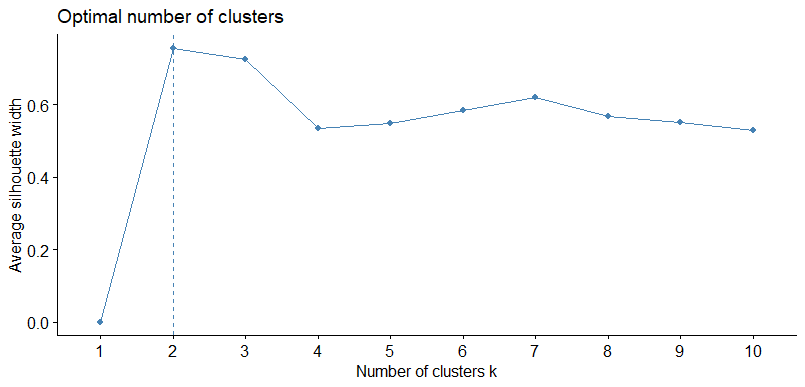 Optimal number of clusters
Average silhouette width
0.6
0.4
0.2
0.0
1 2 3 4 5 6 7 8 9 10
Number of clusters k